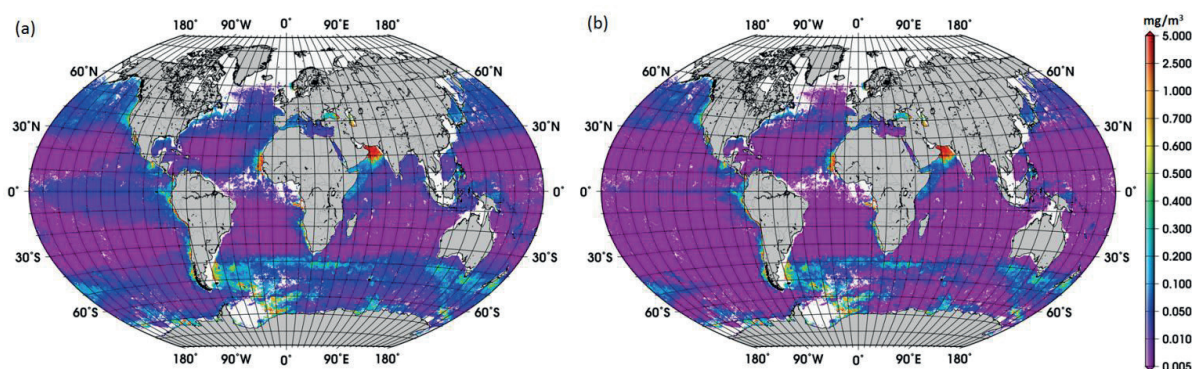 (a)
180° 90°W 0° 90°E 180°
60°N 60°N
30°N 30°N
0° 0°
30°S 30°S
60°S 60°S
180° 90°W 0° 90°E 180°
(b)
180° 90°W 0° 90°E 180°
60°N 60°N
30°N 30°N
0° 0°
30°S 30°S
60°S 60°S
180° 90°W 0° 90°E 180°
mg/m³
5.000
2.500
1.000
0.700
0.600
0.500
0.400
0.300
0.200
0.100
0.050
0.010
0.005